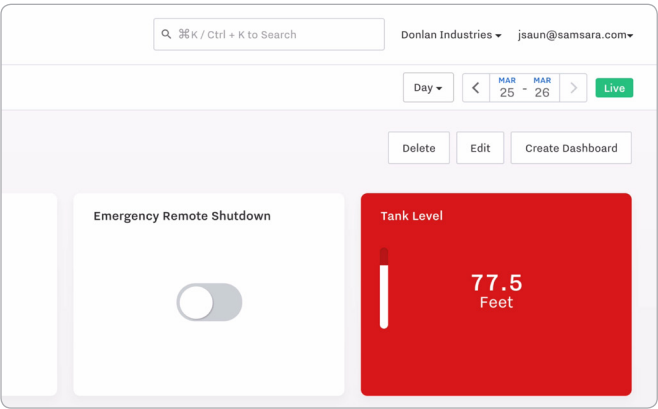 ⌘K / Ctrl + K to Search
Donlan Industries
jsaun@samsara.com
Day
MAR 25 - MAR 26
Live
Delete
Edit
Create Dashboard
Emergency Remote Shutdown
Tank Level
77.5
Feet